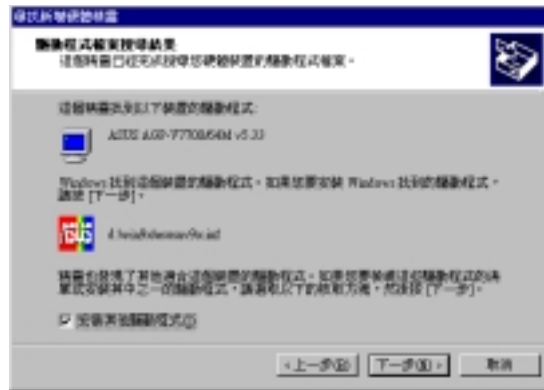 尋找新增硬體精靈
驅動程式檔案搜尋結果
這個精靈已經完成搜尋您硬體裝置的驅動程式檔案。
這個精靈找到以下裝置的驅動程式:
ASUS AGP-V7700/64M v5.33
Windows 找到這個裝置的驅動程式。如果您要安裝 Windows 找到的驅動程式,
請按 [下一步]。
ASUS
精靈也發現了其他適合這個裝置的驅動程式。如果您要檢視這些驅動程式的清
單或安裝其中之一的驅動程式,請選取以下的核取方塊,然後按 [下一步]。
安裝其他驅動程式(I)
<上一步(B)
下一步(N)>
取消